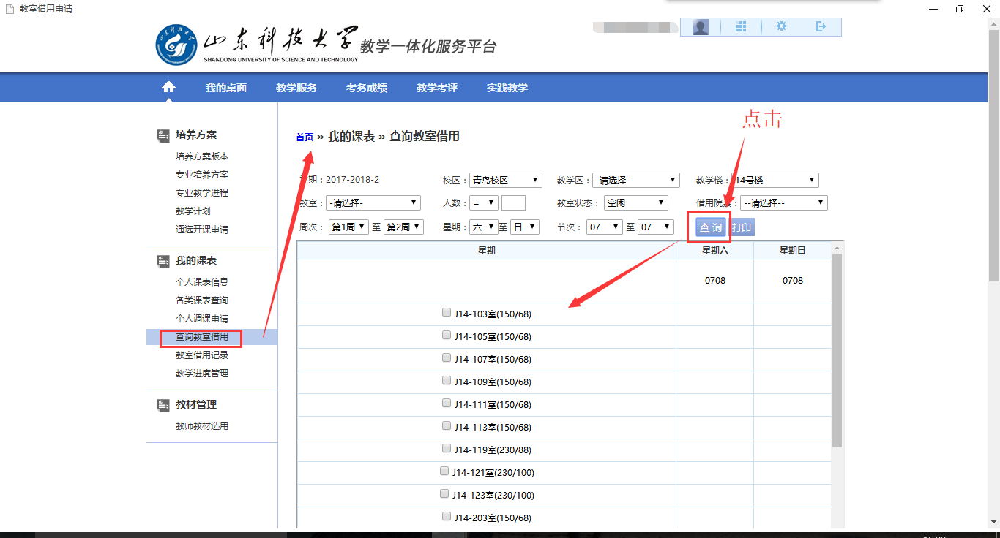 教室借用申请
山东科技大学 教学一体化服务平台
SHANDONG UNIVERSITY OF SCIENCE AND TECHNOLOGY
我的桌面 教学服务 考务成绩 教学考评 实践教学
点击
培养方案
培养方案版本
专业培养方案
专业教学进程
教学计划
通选开课申请
我的课表
个人课表信息
各类课表查询
个人调课申请
查询教室借用
教室借用记录
教学进度管理
教材管理
教师教材选用
首页 » 我的课表 » 查询教室借用
学期：2017-2018-2 校区：青岛校区 教学区：-请选择- 教学楼：14号楼
教室：-请选择- 人数：= 教室状态：空闲 借用院系：--请选择--
周次：第1周 至 第2周 星期：六 至 日 节次：07 至 07 查询 打印
星期 星期六 星期日
0708 0708
J14-103室(150/68)
J14-105室(150/68)
J14-107室(150/68)
J14-109室(150/68)
J14-111室(150/68)
J14-113室(150/68)
J14-119室(230/88)
J14-121室(230/100)
J14-123室(230/100)
J14-203室(150/68)